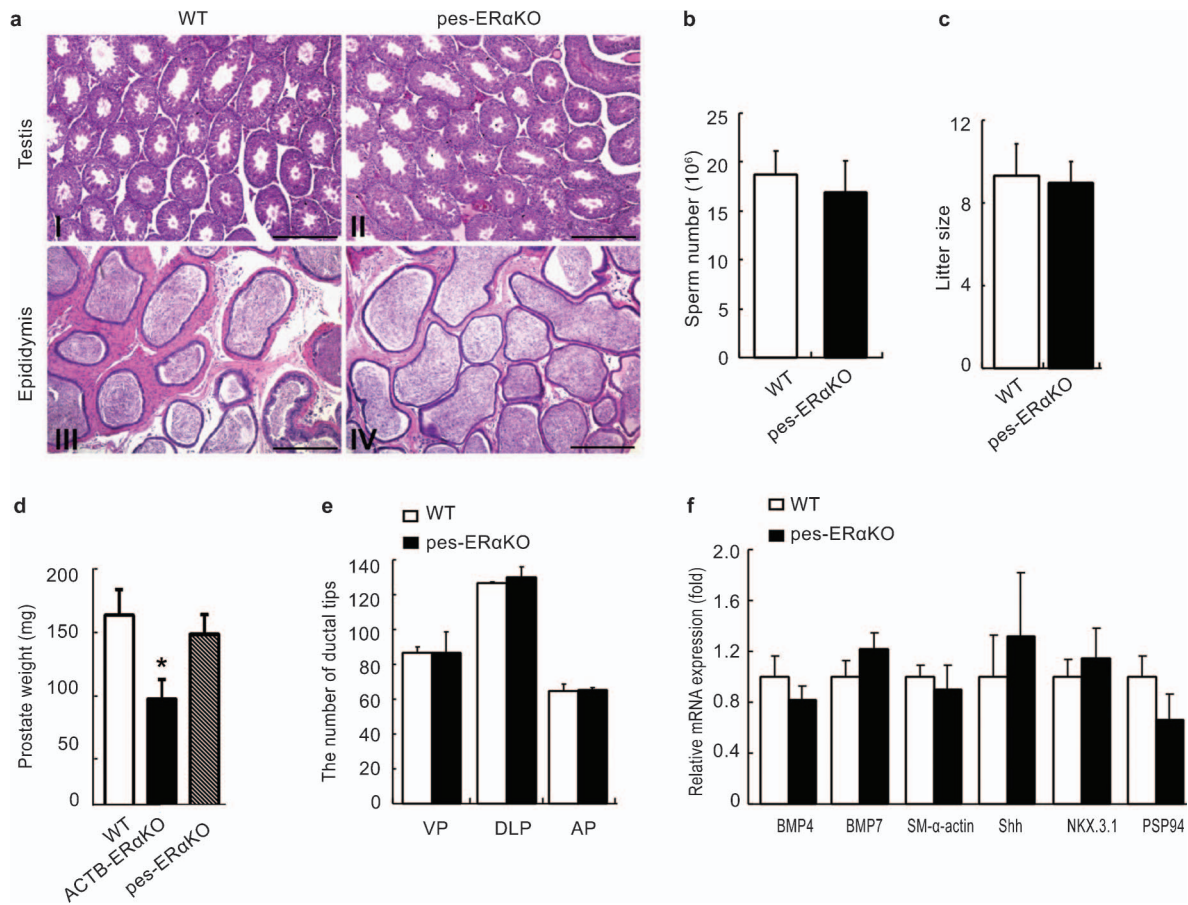 a
WT
pes-ERαKO
Testis
Epididymis
I
II
III
IV
b
Sperm number (10⁶)
25
20
15
10
5
0
WT
pes-ERαKO
c
Litter size
12
8
4
0
WT
pes-ERαKO
d
Prostate weight (mg)
200
150
100
50
0
*
WT
ACTB-ERαKO
pes-ERαKO
e
WT
pes-ERαKO
The number of ductal tips
140
120
100
80
60
40
20
0
VP
DLP
AP
f
WT
pes-ERαKO
Relative mRNA expression (fold)
2.0
1.6
1.2
0.8
0.4
0
BMP4
BMP7
SM-α-actin
Shh
NKX.3.1
PSP94